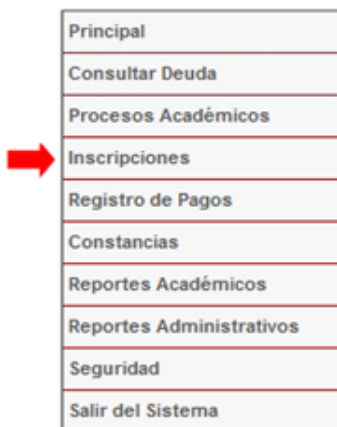 Principal
Consultar Deuda
Procesos Académicos
Inscripciones
Registro de Pagos
Constancias
Reportes Académicos
Reportes Administrativos
Seguridad
Salir del Sistema